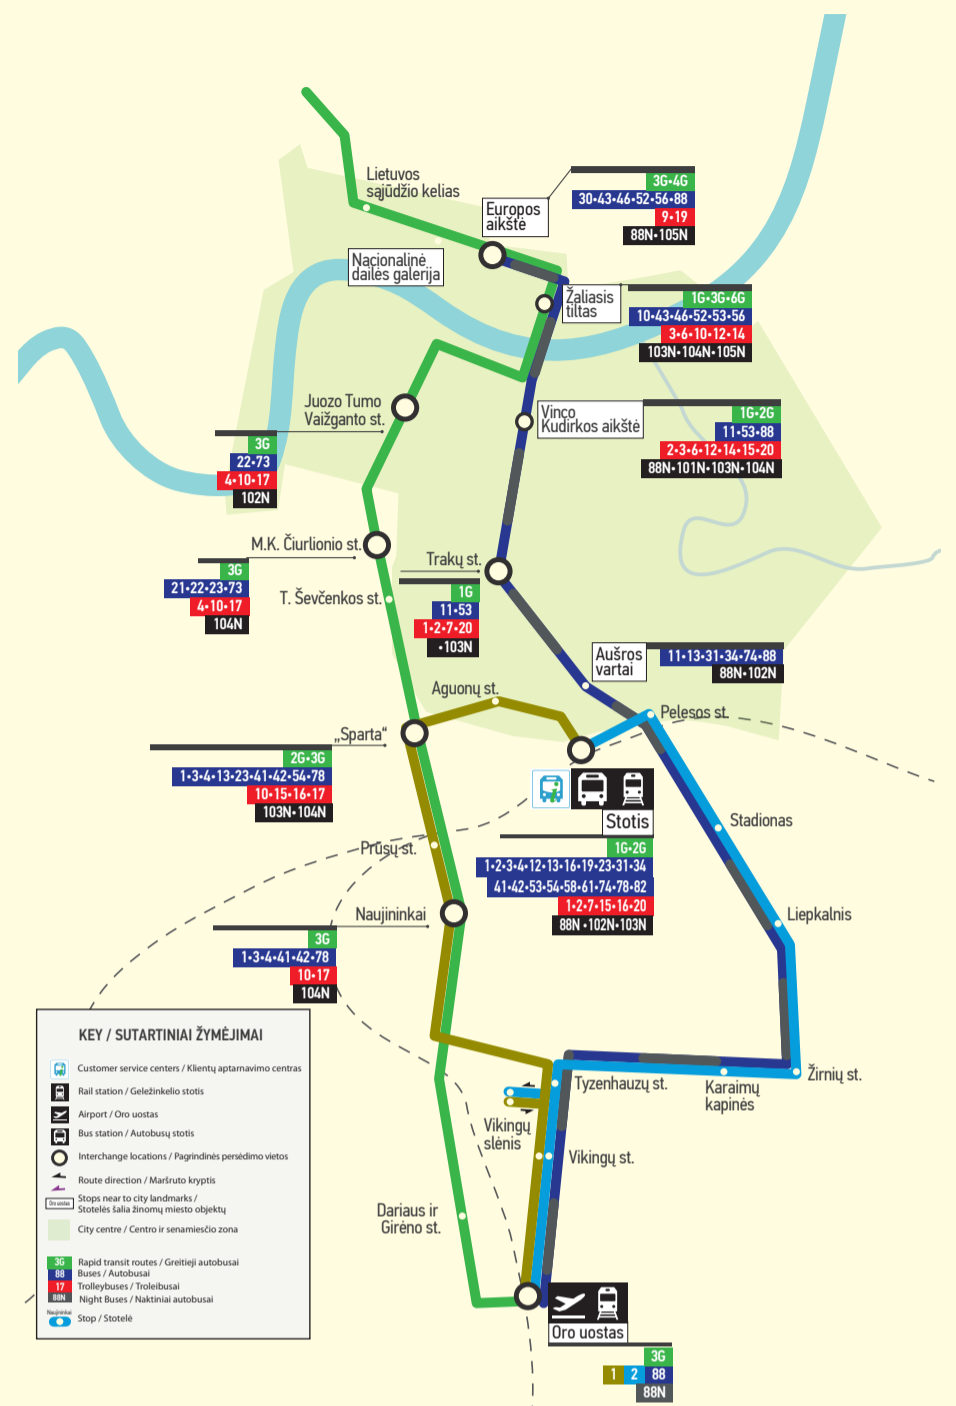 Lietuvos
sąjūdžio kelias
Europos
aikštė
3G•4G
30•43•46•52•56•88
9•19
88N•105N
Nacionalinė
dailės galerija
Žaliasis
tiltas
1G•3G•6G
10•43•46•52•53•56
3•6•10•12•14
103N•104N•105N
Juozo Tumo
Vaižganto st.
3G
22•73
4•10•17
102N
Vinco
Kudirkos aikštė
1G•2G
11•53•88
2•3•6•12•14•15•20
88N•101N•103N•104N
M.K. Čiurlionio st.
3G
21•22•23•73
4•10•17
104N
T. Ševčenkos st.
Trakų st.
1G
11•53
1•2•7•20
•103N
Aušros
vartai
11•13•31•34•74•88
88N•102N
Aguonų st.
Pelesos st.
„Sparta“
2G•3G
1•3•4•13•23•41•42•54•78
10•15•16•17
103N•104N
Stotis
1G•2G
1•2•3•4•12•13•16•19•23•31•34
41•42•53•54•58•61•74•78•82
1•2•7•15•16•20
88N •102N•103N
Stadionas
Prūsų st.
Liepkalnis
Naujininkai
3G
1•3•4•41•42•78
10•17
104N
Tyzenhauzų st.
Karaimų
kapinės
Žirnių st.
Vikingų
slėnis
Vikingų st.
Dariaus ir
Girėno st.
Oro uostas
3G
1 2 88
88N
KEY / SUTARTINIAI ŽYMĖJIMAI
Customer service centers / Klientų aptarnavimo centras
Rail station / Geležinkelio stotis
Airport / Oro uostas
Bus station / Autobusų stotis
Interchange locations / Pagrindinės persėdimo vietos
Route direction / Maršruto kryptis
Oro uostas
Stops near to city landmarks /
Stotelės šalia žinomų miesto objektų
City centre / Centro ir senamiesčio zona
3G Rapid transit routes / Greitieji autobusai
88 Buses / Autobusai
17 Trolleybuses / Troleibusai
88N Night Buses / Naktiniai autobusai
Naujininkai
Stop / Stotelė